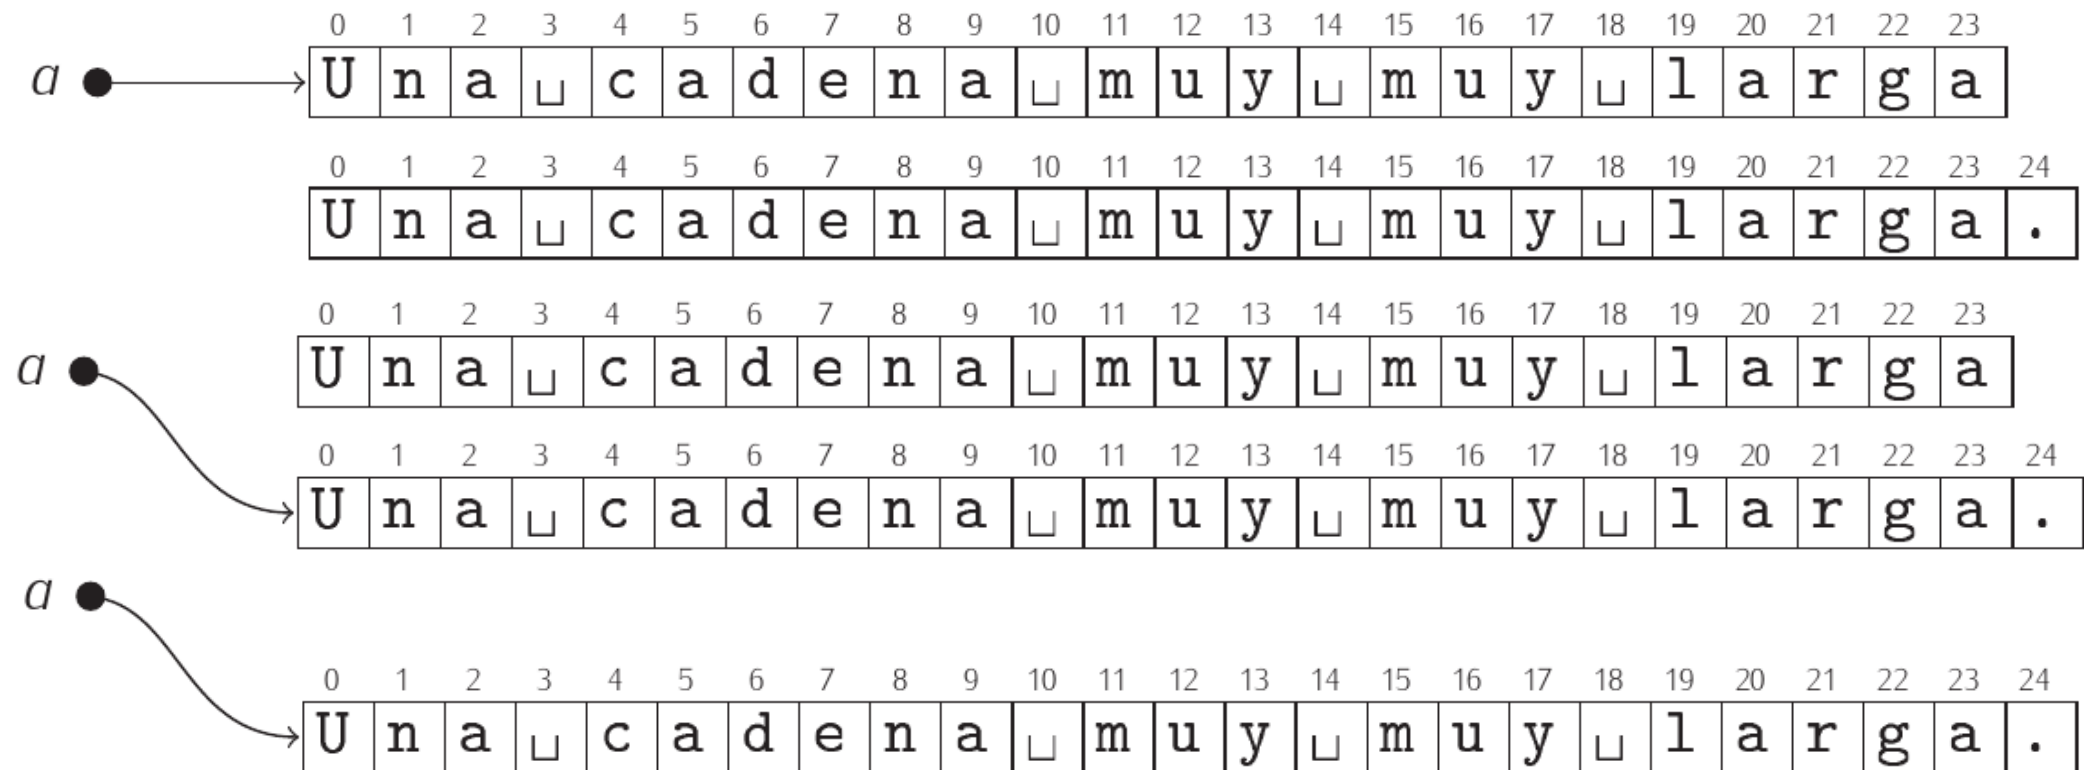 0 1 2 3 4 5 6 7 8 9 10 11 12 13 14 15 16 17 18 19 20 21 22 23
a U n a ␣ c a d e n a ␣ m u y ␣ m u y ␣ l a r g a
0 1 2 3 4 5 6 7 8 9 10 11 12 13 14 15 16 17 18 19 20 21 22 23 24
U n a ␣ c a d e n a ␣ m u y ␣ m u y ␣ l a r g a .
0 1 2 3 4 5 6 7 8 9 10 11 12 13 14 15 16 17 18 19 20 21 22 23
a U n a ␣ c a d e n a ␣ m u y ␣ m u y ␣ l a r g a
0 1 2 3 4 5 6 7 8 9 10 11 12 13 14 15 16 17 18 19 20 21 22 23 24
U n a ␣ c a d e n a ␣ m u y ␣ m u y ␣ l a r g a .
a
0 1 2 3 4 5 6 7 8 9 10 11 12 13 14 15 16 17 18 19 20 21 22 23 24
U n a ␣ c a d e n a ␣ m u y ␣ m u y ␣ l a r g a .